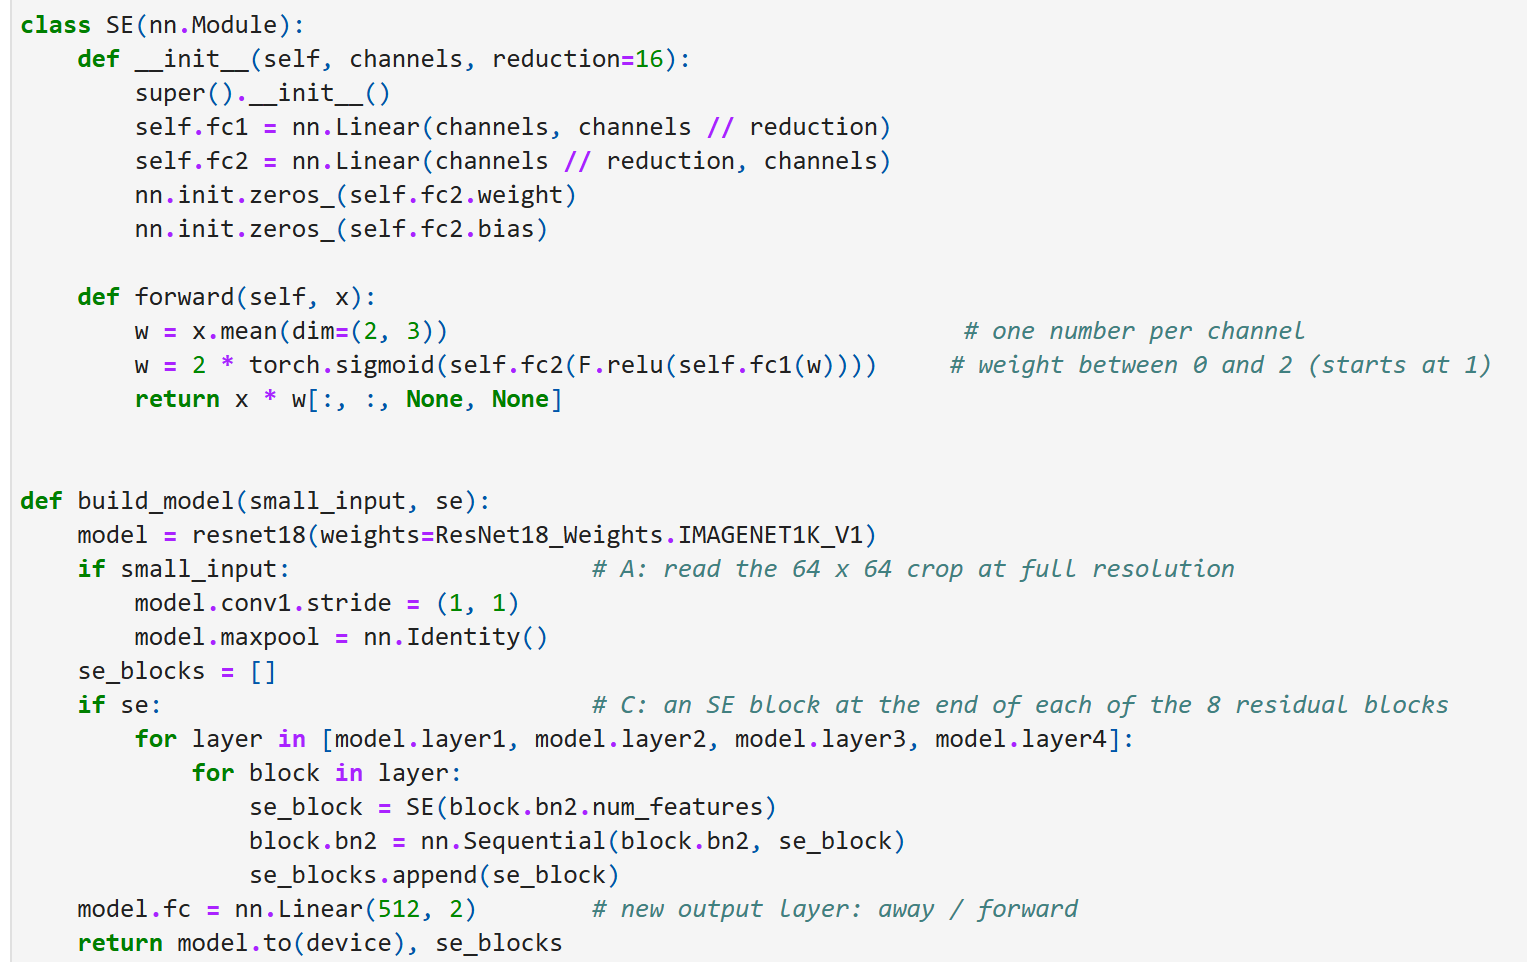 class SE(nn.Module):
    def __init__(self, channels, reduction=16):
        super().__init__()
        self.fc1 = nn.Linear(channels, channels // reduction)
        self.fc2 = nn.Linear(channels // reduction, channels)
        nn.init.zeros_(self.fc2.weight)
        nn.init.zeros_(self.fc2.bias)

    def forward(self, x):
        w = x.mean(dim=(2, 3))                                    # one number per channel
        w = 2 * torch.sigmoid(self.fc2(F.relu(self.fc1(w))))     # weight between 0 and 2 (starts at 1)
        return x * w[:, :, None, None]


def build_model(small_input, se):
    model = resnet18(weights=ResNet18_Weights.IMAGENET1K_V1)
    if small_input:                     # A: read the 64 x 64 crop at full resolution
        model.conv1.stride = (1, 1)
        model.maxpool = nn.Identity()
    se_blocks = []
    if se:                              # C: an SE block at the end of each of the 8 residual blocks
        for layer in [model.layer1, model.layer2, model.layer3, model.layer4]:
            for block in layer:
                se_block = SE(block.bn2.num_features)
                block.bn2 = nn.Sequential(block.bn2, se_block)
                se_blocks.append(se_block)
    model.fc = nn.Linear(512, 2)        # new output layer: away / forward
    return model.to(device), se_blocks